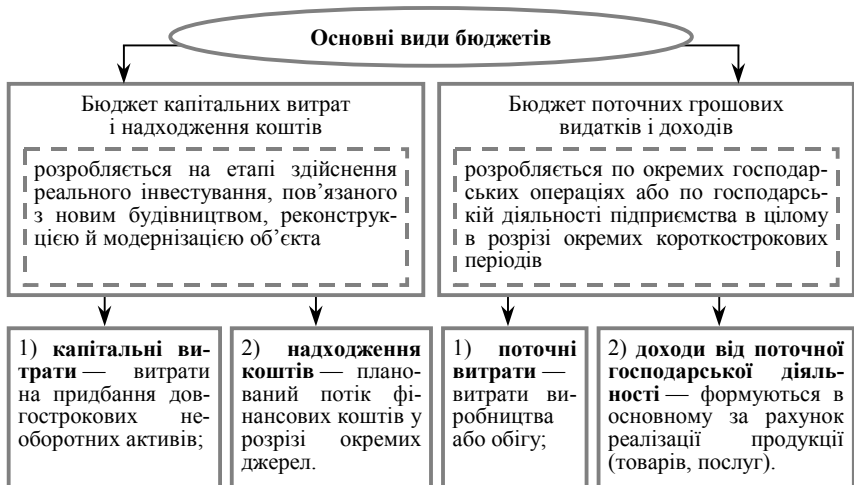 Основні види бюджетів
Бюджет капітальних витрат
і надходження коштів
розробляється на етапі здійснення
реального інвестування, пов’язаного
з новим будівництвом, реконструк-
цією й модернізацією об’єкта
Бюджет поточних грошових
видатків і доходів
розробляється по окремих господар-
ських операціях або по господарсь-
кій діяльності підприємства в цілому
в розрізі окремих короткострокових
періодів
1) капітальні ви-
трати — витрати
на придбання дов-
гострокових не-
оборотних активів;
2) надходження
коштів — плано-
ваний потік фі-
нансових коштів у
розрізі окремих
джерел.
1) поточні
витрати —
витрати ви-
робництва
або обігу;
2) доходи від поточної
господарської діяль-
ності — формуються в
основному за рахунок
реалізації продукції
(товарів, послуг).